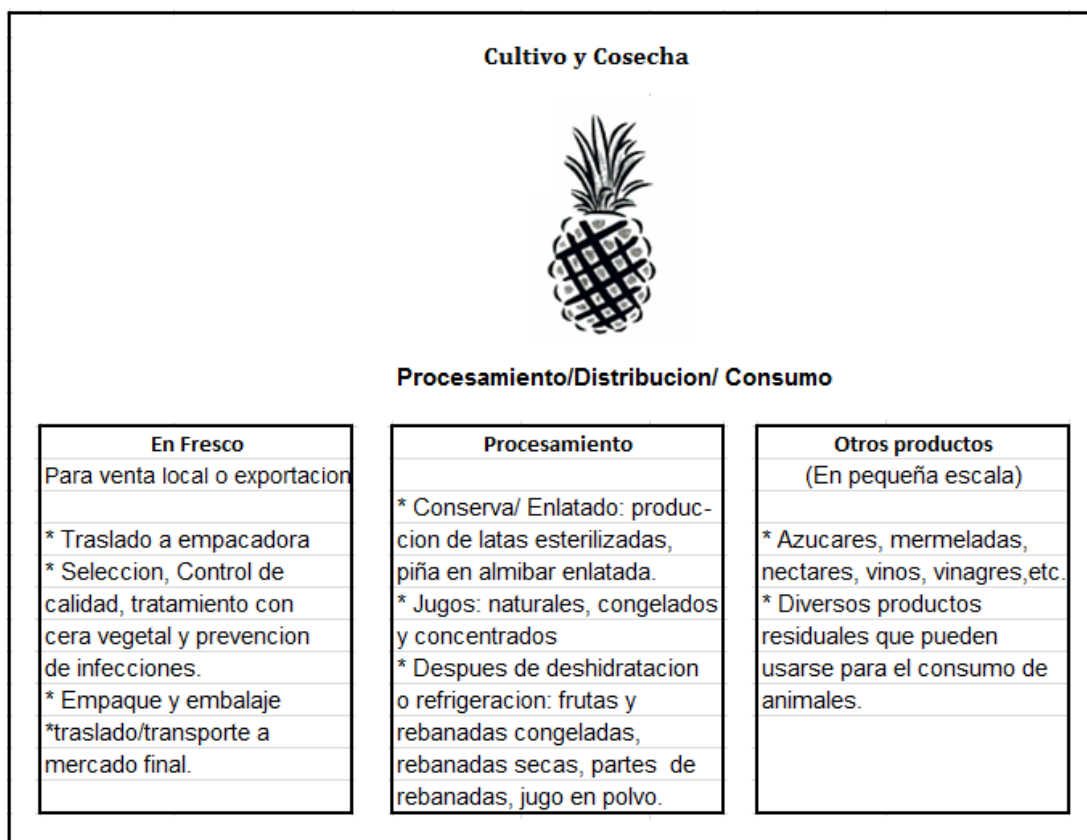 Cultivo y Cosecha
Procesamiento/Distribucion/ Consumo
En Fresco
Para venta local o exportacion
* Traslado a empacadora
* Seleccion, Control de
calidad, tratamiento con
cera vegetal y prevencion
de infecciones.
* Empaque y embalaje
*traslado/transporte a
mercado final.
Procesamiento
* Conserva/ Enlatado: produc-
cion de latas esterilizadas,
piña en almibar enlatada.
* Jugos: naturales, congelados
y concentrados
* Despues de deshidratacion
o refrigeracion: frutas y
rebanadas congeladas,
rebanadas secas, partes  de
rebanadas, jugo en polvo.
Otros productos
(En pequeña escala)
* Azucares, mermeladas,
nectares, vinos, vinagres,etc.
* Diversos productos
residuales que pueden
usarse para el consumo de
animales.